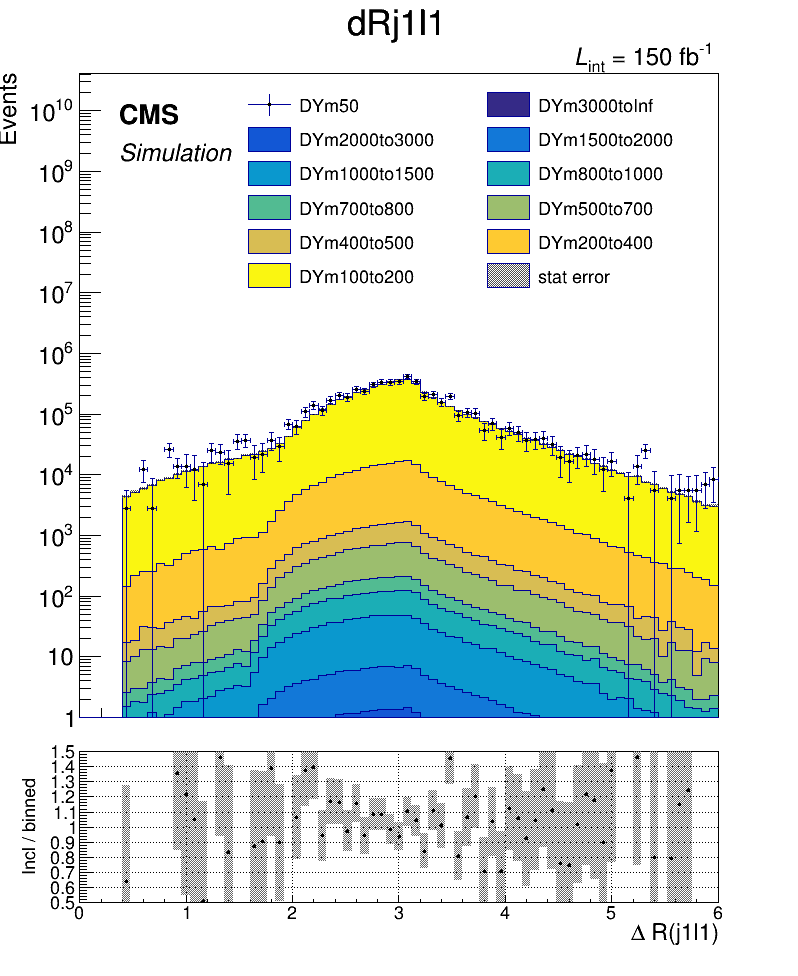 dRj1l1
L_int = 150 fb^-1
Events
CMS
Simulation
DYm50
DYm3000toInf
DYm2000to3000
DYm1500to2000
DYm1000to1500
DYm800to1000
DYm700to800
DYm500to700
DYm400to500
DYm200to400
DYm100to200
stat error
10^10
10^9
10^8
10^7
10^6
10^5
10^4
10^3
10^2
10
1
Incl / binned
1.5
1.4
1.3
1.2
1.1
1
0.9
0.8
0.7
0.6
0.5
0 1 2 3 4 5 6
Δ R(j1l1)